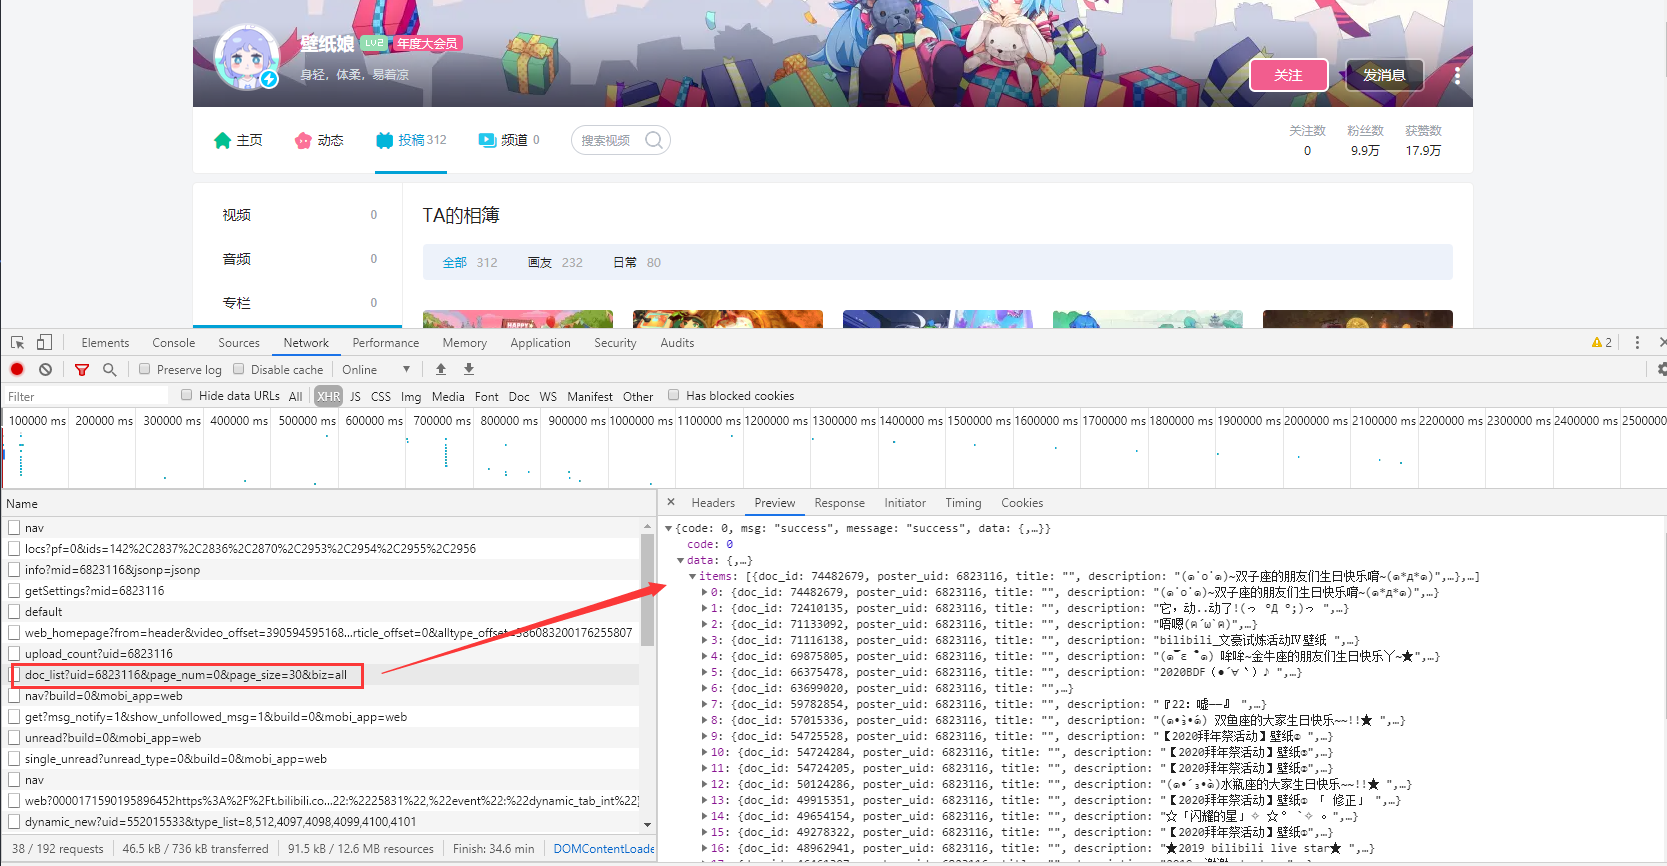 壁纸娘 LV2 年度大会员
身轻，体柔，易着凉
关注 发消息
主页 动态 投稿 312 频道 0 搜索视频
关注数 粉丝数 获赞数
0 9.9万 17.9万
视频 0
音频 0
专栏 0
TA的相簿
全部 312 画友 232 日常 80
Elements Console Sources Network Performance Memory Application Security Audits 2
Preserve log Disable cache Online
Filter Hide data URLs All XHR JS CSS Img Media Font Doc WS Manifest Other Has blocked cookies
100000 ms 200000 ms 300000 ms 400000 ms 500000 ms 600000 ms 700000 ms 800000 ms 900000 ms 1000000 ms 1100000 ms 1200000 ms 1300000 ms 1400000 ms 1500000 ms 1600000 ms 1700000 ms 1800000 ms 1900000 ms 2000000 ms 2100000 ms 2200000 ms 2300000 ms 2400000 ms 2500000
Name
nav
locs?pf=0&ids=142%2C2837%2C2836%2C2870%2C2953%2C2954%2C2955%2C2956
info?mid=6823116&jsonp=jsonp
getSettings?mid=6823116
default
web_homepage?from=header&video_offset=390594595168...rticle_offset=0&alltype_offset=386083200176255807
upload_count?uid=6823116
doc_list?uid=6823116&page_num=0&page_size=30&biz=all
nav?build=0&mobi_app=web
get?msg_notify=1&show_unfollowed_msg=1&build=0&mobi_app=web
unread?build=0&mobi_app=web
single_unread?unread_type=0&build=0&mobi_app=web
nav
web?0000171590195896452https%3A%2F%2Ft.bilibili.co...22:%2225831%22,%22event%22:%22dynamic_tab_int%22}
dynamic_new?uid=552015533&type_list=8,512,4097,4098,4099,4100,4101
38 / 192 requests 46.5 kB / 736 kB transferred 91.5 kB / 12.6 MB resources Finish: 34.6 min DOMContentLoade
Headers Preview Response Initiator Timing Cookies
{code: 0, msg: "success", message: "success", data: {,…}}
code: 0
data: {,…}
items: [{doc_id: 74482679, poster_uid: 6823116, title: "", description: "(๑˙ο˙๑)~双子座的朋友们生日快乐唷~(๑*д*๑)",…},…]
0: {doc_id: 74482679, poster_uid: 6823116, title: "", description: "(๑˙ο˙๑)~双子座的朋友们生日快乐唷~(๑*д*๑)",…}
1: {doc_id: 72410135, poster_uid: 6823116, title: "", description: "它，动..动了!(っ °Д °;)っ ",…}
2: {doc_id: 71133092, poster_uid: 6823116, title: "", description: "唔嗯(ฅ´ω`ฅ)",…}
3: {doc_id: 71116138, poster_uid: 6823116, title: "", description: "bilibili_文豪试炼活动Ⅳ壁纸 ",…}
4: {doc_id: 69875805, poster_uid: 6823116, title: "", description: 哞哞~金牛座的朋友们生日快乐丫~★",…}
5: {doc_id: 66375478, poster_uid: 6823116, title: "", description: "2020BDF (●´∀｀)♪ ",…}
6: {doc_id: 63699020, poster_uid: 6823116, title: "",…}
7: {doc_id: 59782854, poster_uid: 6823116, title: "", description: "『22：嘘——』 ",…}
8: {doc_id: 57015336, poster_uid: 6823116, title: "", description: 双鱼座的大家生日快乐~~!!★ ",…}
9: {doc_id: 54725528, poster_uid: 6823116, title: "", description: "【2020拜年祭活动】壁纸 ",…}
10: {doc_id: 54724284, poster_uid: 6823116, title: "", description: "【2020拜年祭活动】壁纸 ",…}
11: {doc_id: 54724205, poster_uid: 6823116, title: "", description: "【2020拜年祭活动】壁纸 ",…}
12: {doc_id: 50124286, poster_uid: 6823116, title: "", description: 水瓶座的大家生日快乐~~!!★ ",…}
13: {doc_id: 49915351, poster_uid: 6823116, title: "", description: "【2020拜年祭活动】壁纸 「 修正」 ",…}
14: {doc_id: 49654154, poster_uid: 6823116, title: "", description: "☆「闪耀的星」✧ ☆° ˋ✧ 。",…}
15: {doc_id: 49278322, poster_uid: 6823116, title: "", description: "【2020拜年祭活动】壁纸 ",…}
16: {doc_id: 48962941, poster_uid: 6823116, title: "", description: "★2019 bilibili live star★ ",…}